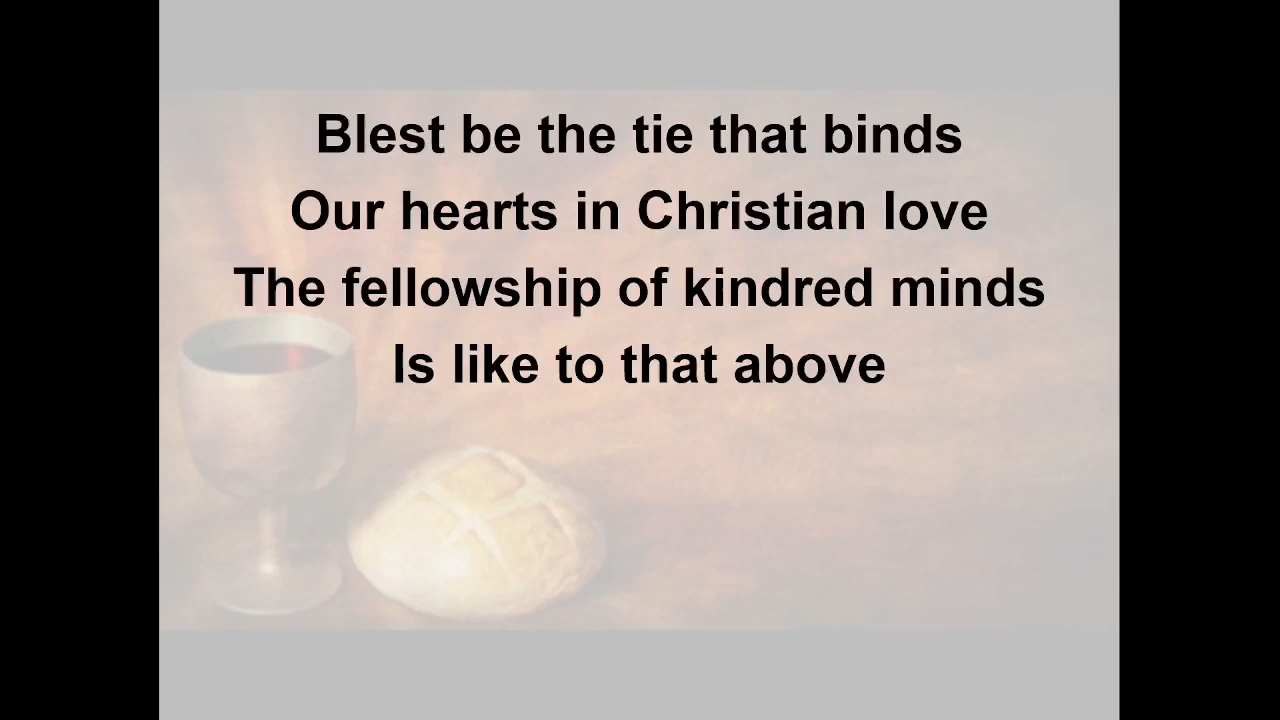 Blest be the tie that binds
Our hearts in Christian love
The fellowship of kindred minds
Is like to that above